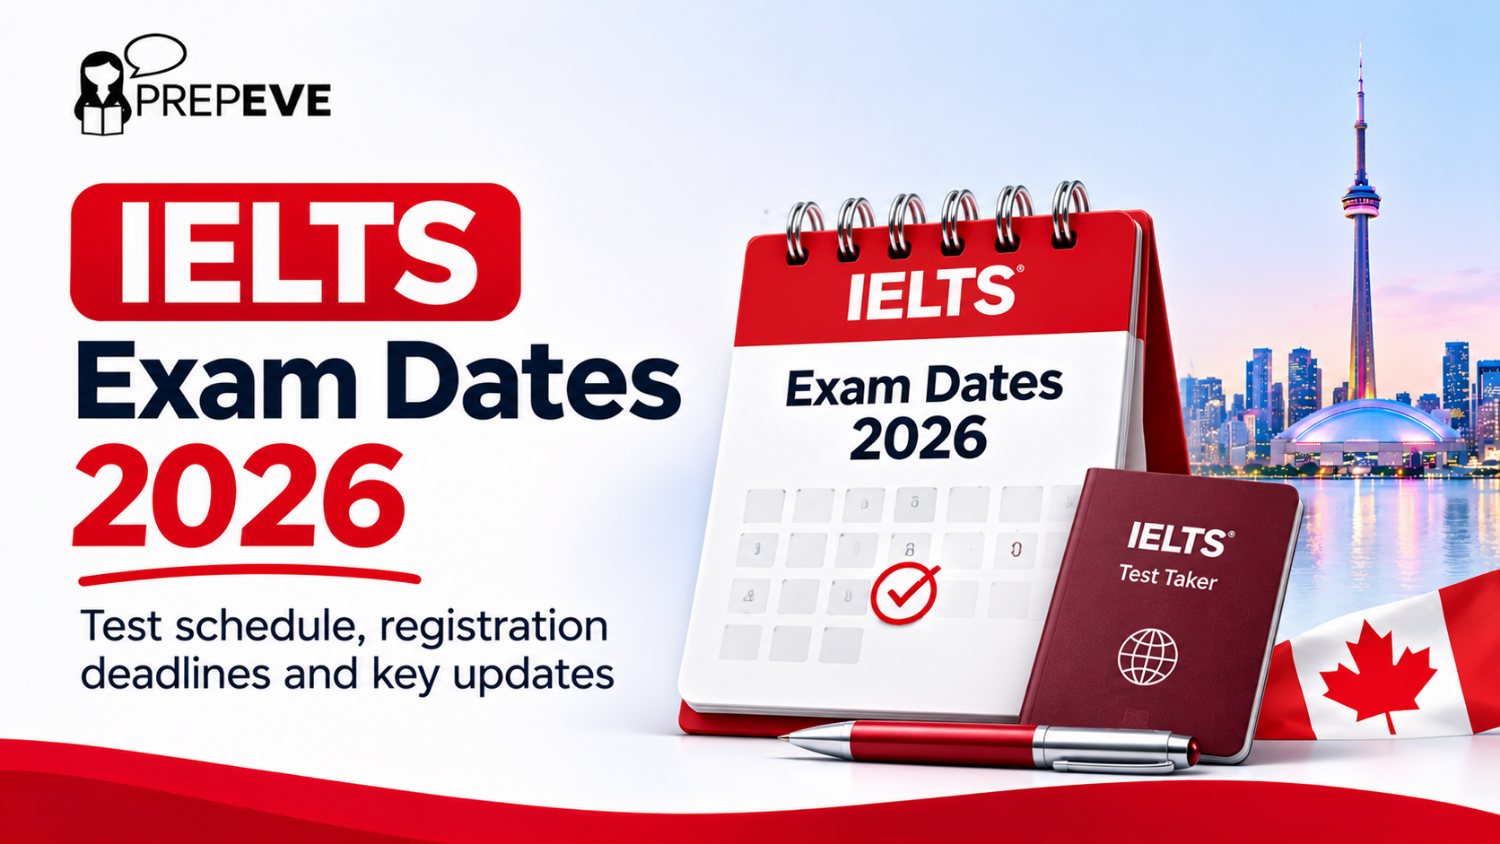 PREPEVE
IELTS
Exam Dates
2026
Test schedule, registration
deadlines and key updates
IELTS®
Exam Dates
2026
IELTS®
Test Taker